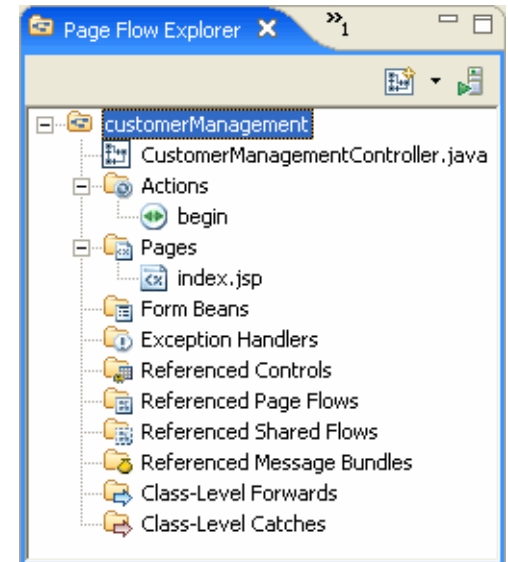 Page Flow Explorer »1
customerManagement
CustomerManagementController.java
Actions
begin
Pages
index.jsp
Form Beans
Exception Handlers
Referenced Controls
Referenced Page Flows
Referenced Shared Flows
Referenced Message Bundles
Class-Level Forwards
Class-Level Catches